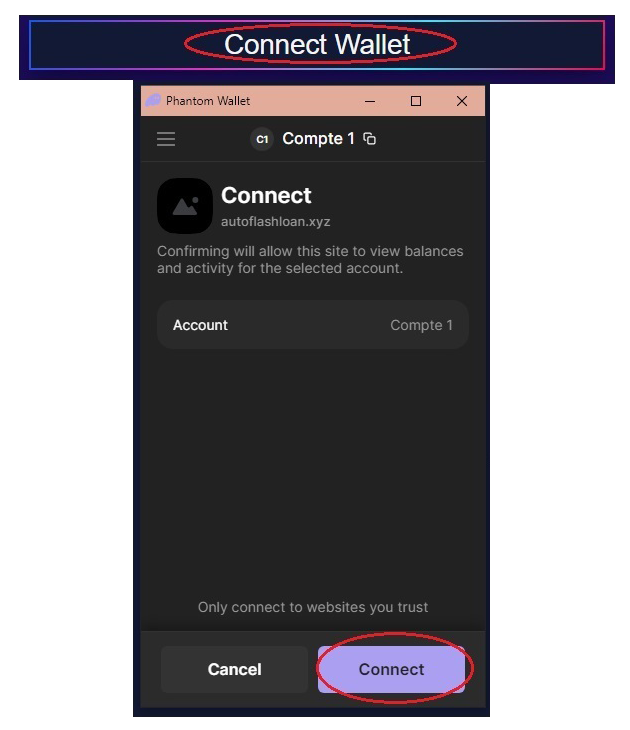 Connect Wallet
Phantom Wallet
C1 Compte 1
Connect
autoflashloan.xyz
Confirming will allow this site to view balances
and activity for the selected account.
Account Compte 1
Only connect to websites you trust
Cancel Connect